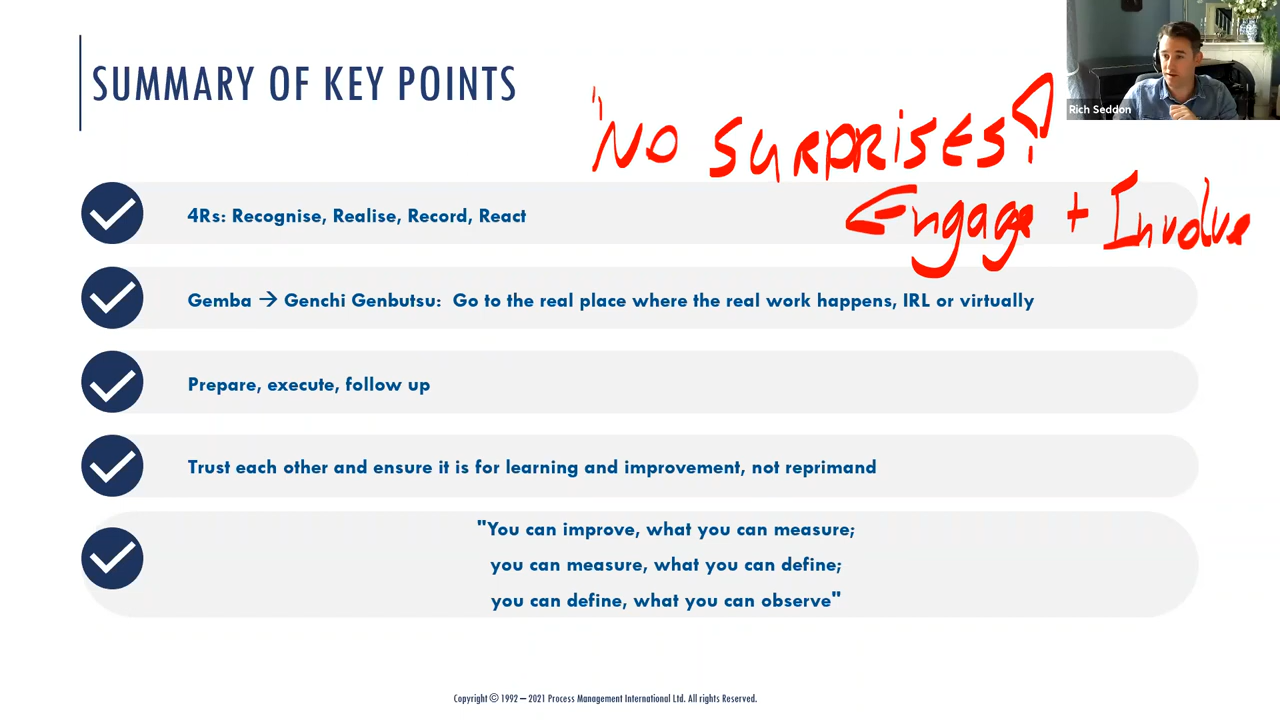 SUMMARY OF KEY POINTS
Rich Seddon
NO SURPRISES?
Engage + Involve
4Rs: Recognise, Realise, Record, React
Gemba → Genchi Genbutsu: Go to the real place where the real work happens, IRL or virtually
Prepare, execute, follow up
Trust each other and ensure it is for learning and improvement, not reprimand
"You can improve, what you can measure;
you can measure, what you can define;
you can define, what you can observe"
Copyright © 1992 – 2021 Process Management International Ltd. All rights Reserved.